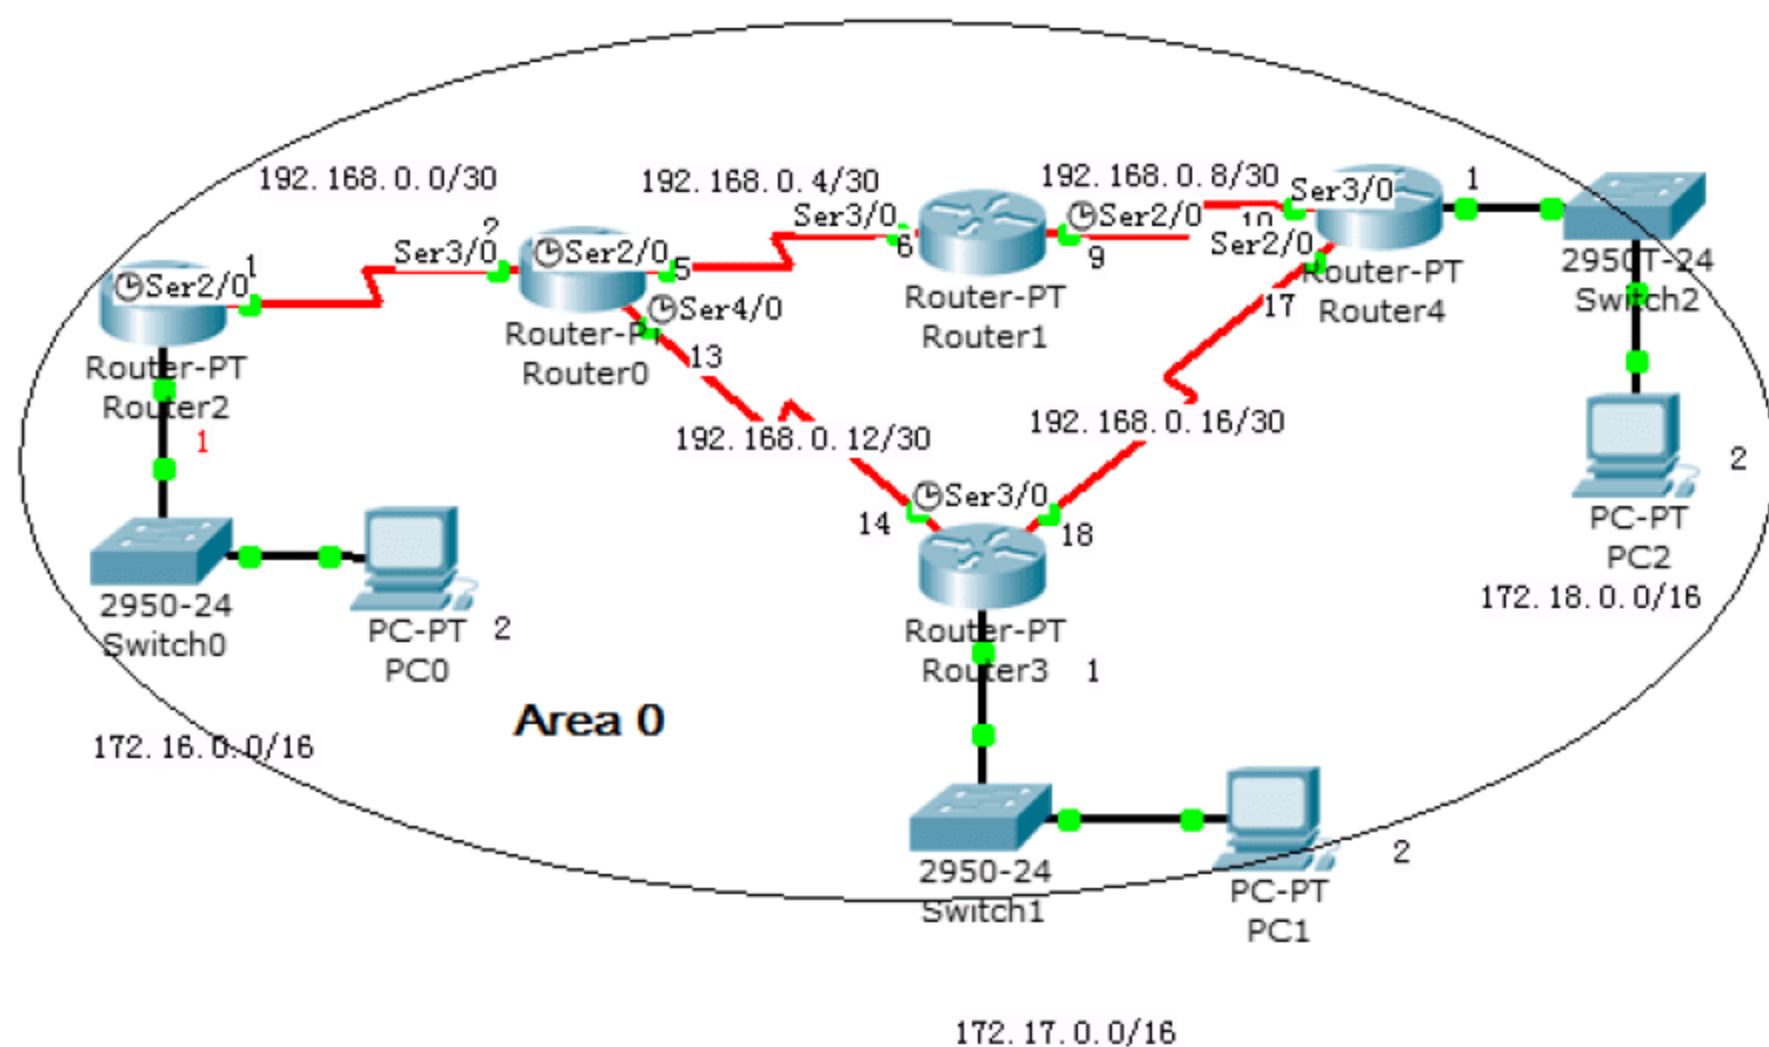 192.168.0.0/30
192.168.0.4/30
192.168.0.8/30
Ser3/0
1
Ser3/0
6
Ser2/0
10
9
Ser2/0
2
Ser3/0
Ser2/0
5
1
Ser2/0
Ser4/0
13
17
Router-PT
Router2
1
Router-PT
Router0
Router-PT
Router1
Router-PT
Router4
2950T-24
Switch2
192.168.0.12/30
192.168.0.16/30
2
PC-PT
PC2
172.18.0.0/16
Ser3/0
14
18
2950-24
Switch0
PC-PT
PC0
2
Router-PT
Router3
1
Area 0
172.16.0.0/16
2950-24
Switch1
2
PC-PT
PC1
172.17.0.0/16